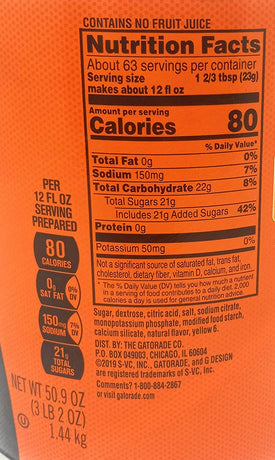 CONTAINS NO FRUIT JUICE
Nutrition Facts
About 63 servings per container
Serving size 1 2/3 tbsp (23g)
makes about 12 fl oz
Amount per serving
Calories 80
% Daily Value*
Total Fat 0g 0%
Sodium 150mg 7%
Total Carbohydrate 22g 8%
Total Sugars 21g
Includes 21g Added Sugars 42%
Protein 0g
Potassium 50mg 0%
Not a significant source of saturated fat, trans fat,
cholesterol, dietary fiber, vitamin D, calcium, and iron.
* The % Daily Value (DV) tells you how much a nutrient
in a serving of food contributes to a daily diet. 2,000
calories a day is used for general nutrition advice.
Sugar, dextrose, citric acid, salt, sodium citrate,
monopotassium phosphate, modified food starch,
calcium silicate, natural flavor, yellow 6.
DIST. BY: THE GATORADE CO.
P.O. BOX 049003, CHICAGO, IL 60604
©2019 S-VC, INC., GATORADE, and G DESIGN
are registered trademarks of S-VC, Inc.
Comments? 1-800-884-2867
or visit gatorade.com.
PER
12 FL OZ
SERVING
PREPARED
80
CALORIES
0g
SAT FAT
0%
DV
150mg
SODIUM
7%
DV
21g
TOTAL
SUGARS
NET WT 50.9 OZ
(3 LB 2 OZ)
1.44 kg
U